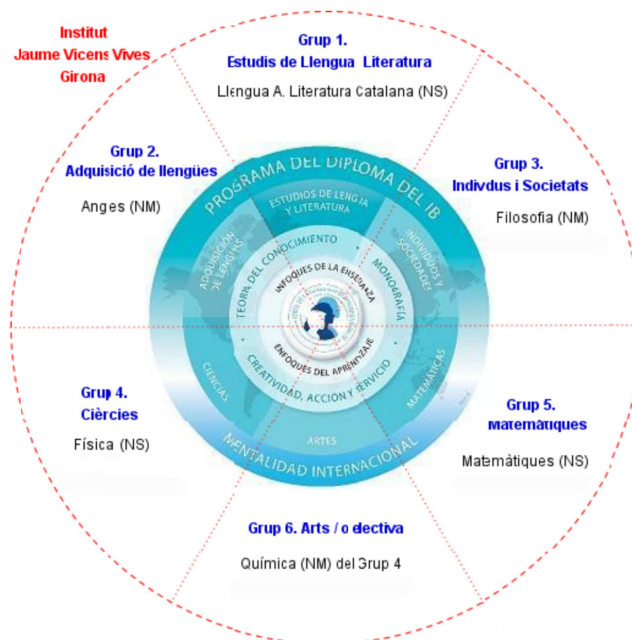 Institut
Jaume Vicens Vives
Girona
Grup 1.
Estudis de Llengua Literatura
Llengua A. Literatura Catalana (NS)
Grup 2.
Adquisició de llengües
Anges (NM)
Grup 3.
Indivdus i Societats
Filosofia (NM)
PROGRAMA DEL DIPLOMA DEL IB
ESTUDIOS DE LENGUA
Y LITERATURA
ADQUISICIÓN
DE LENGUAS
INDIVIDUOS Y
SOCIEDADES
TEORÍA DEL CONOCIMIENTO
MONOGRAFÍA
ENFOQUES DE LA ENSEÑANZA
ENFOQUES DEL APRENDIZAJE
CREATIVIDAD, ACCIÓN Y SERVICIO
CIENCIAS
MATEMÁTICAS
ARTES
MENTALIDAD INTERNACIONAL
Grup 4.
Cièrcies
Física (NS)
Grup 5.
Matemàtiques
Matemàtiques (NS)
Grup 6. Arts / o electiva
Química (NM) del Grup 4